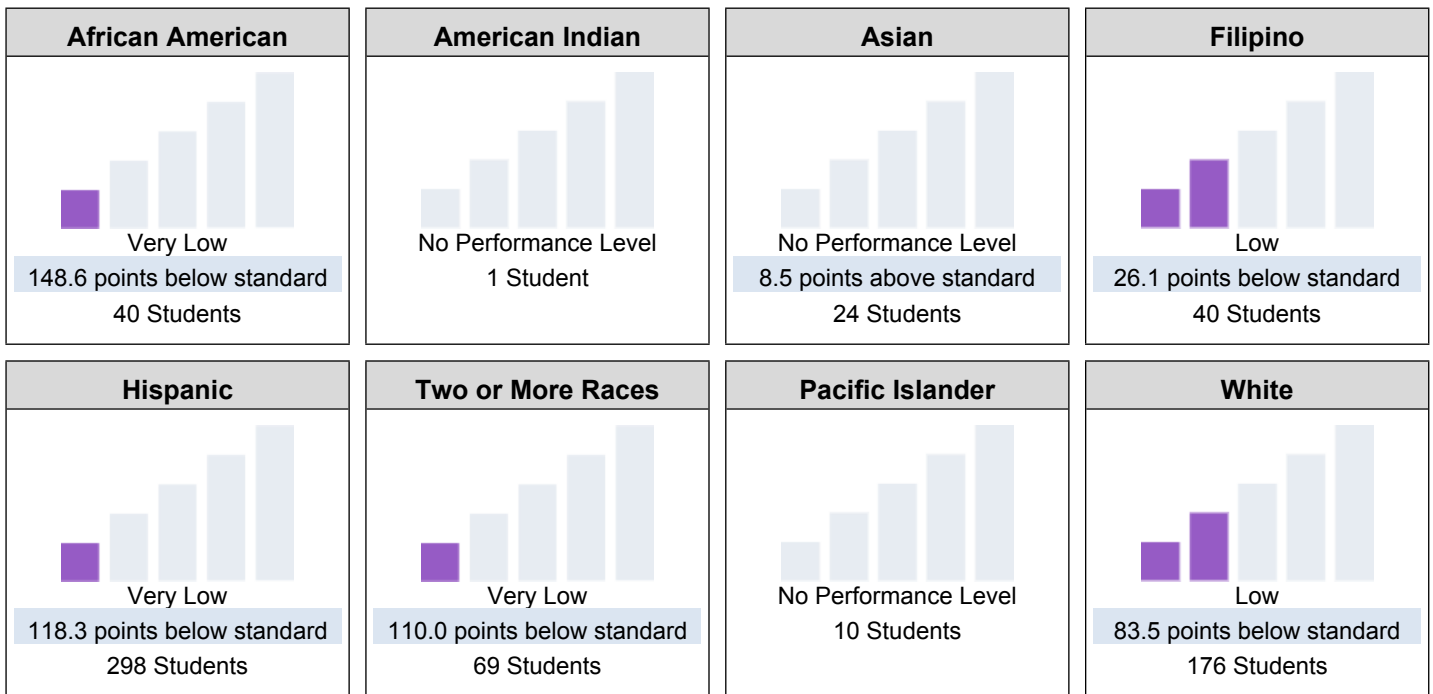 African American
Very Low
148.6 points below standard
40 Students
American Indian
No Performance Level
1 Student
Asian
No Performance Level
8.5 points above standard
24 Students
Filipino
Low
26.1 points below standard
40 Students
Hispanic
Very Low
118.3 points below standard
298 Students
Two or More Races
Very Low
110.0 points below standard
69 Students
Pacific Islander
No Performance Level
10 Students
White
Low
83.5 points below standard
176 Students